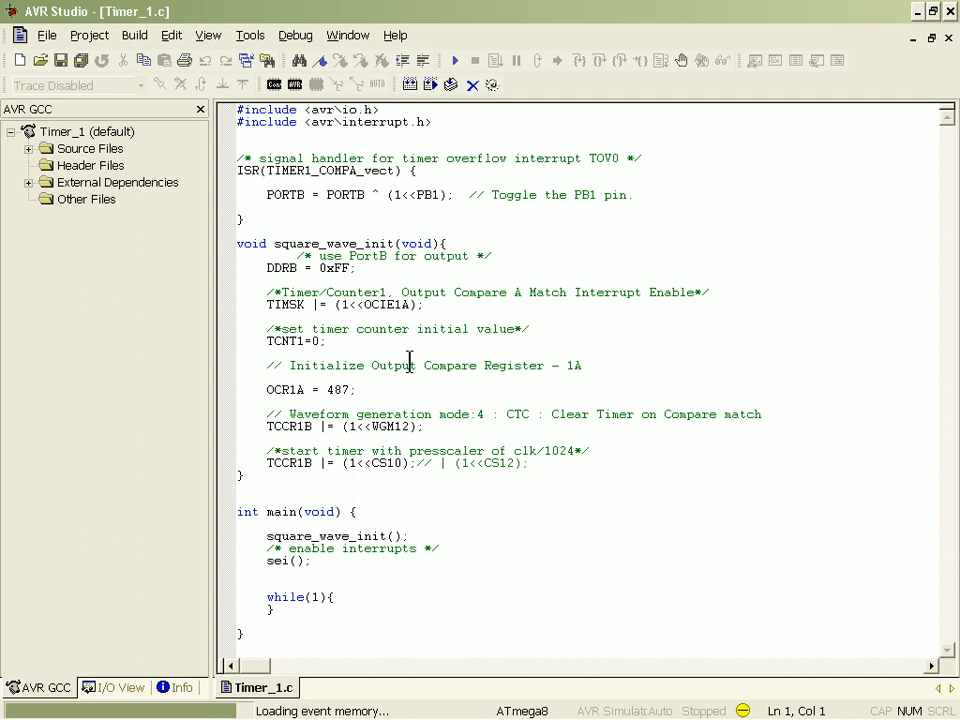 AVR Studio - [Timer_1.c]
File Project Build Edit View Tools Debug Window Help
Trace Disabled
AUTO
AVR GCC
Timer_1 (default)
Source Files
Header Files
External Dependencies
Other Files
#include <avr\io.h>
#include <avr\interrupt.h>
/* signal handler for timer overflow interrupt TOV0 */
ISR(TIMER1_COMPA_vect) {
PORTB = PORTB ^ (1<<PB1); // Toggle the PB1 pin.
}
void square_wave_init(void){
/* use PortB for output */
DDRB = 0xFF;
/*Timer/Counter1, Output Compare A Match Interrupt Enable*/
TIMSK |= (1<<OCIE1A);
/*set timer counter initial value*/
TCNT1=0;
// Initialize Output Compare Register - 1A
OCR1A = 487;
// Waveform generation mode:4 : CTC : Clear Timer on Compare match
TCCR1B |= (1<<WGM12);
/*start timer with presscaler of clk/1024*/
TCCR1B |= (1<<CS10);// | (1<<CS12);
}
int main(void) {
square_wave_init();
/* enable interrupts */
sei();
while(1){
}
}
AVR GCC I/O View Info
Timer_1.c
Loading event memory... ATmega8 AVR Simulat:Auto Stopped Ln 1, Col 1 CAP NUM SCRL